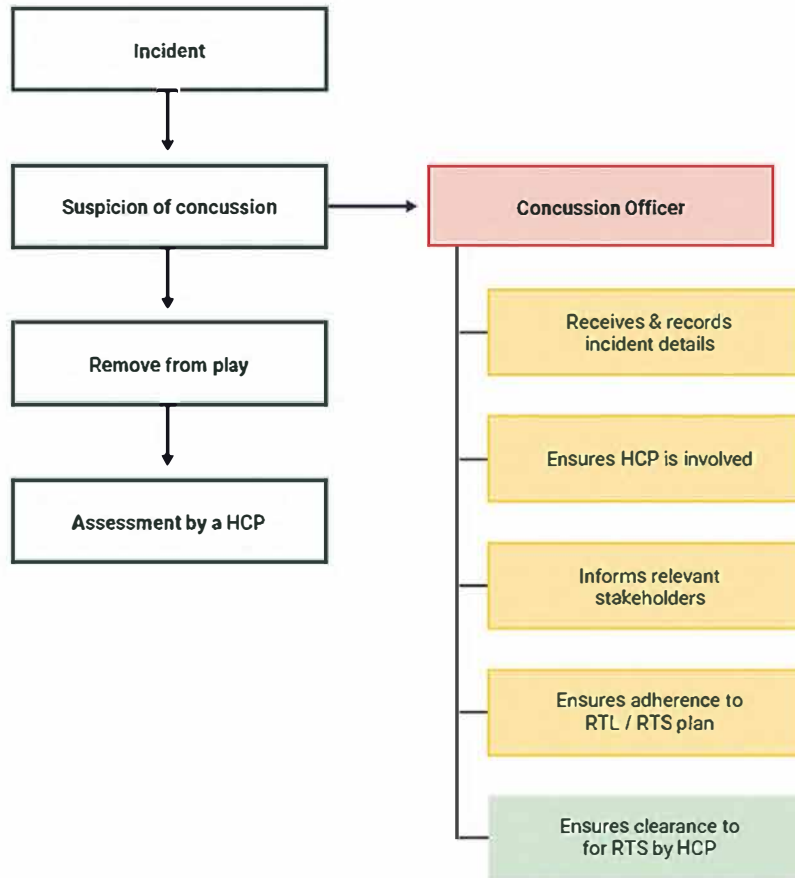 Incident
Suspicion of concussion
Concussion Officer
Receives & records
incident details
Remove from play
Ensures HCP is involved
Assessment by a HCP
Informs relevant
stakeholders
Ensures adherence to
RTL / RTS plan
Ensures clearance to
for RTS by HCP